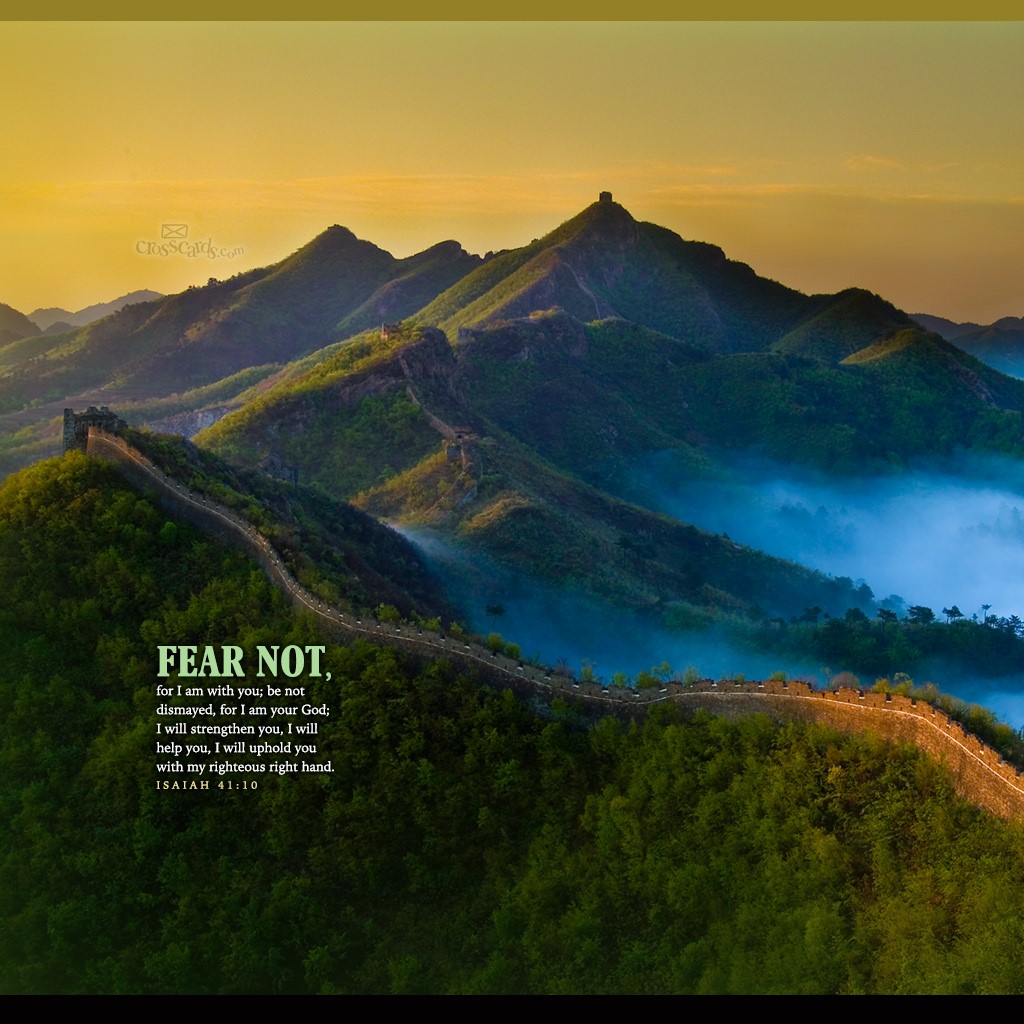 crosscards.com
FEAR NOT,
for I am with you; be not
dismayed, for I am your God;
I will strengthen you, I will
help you, I will uphold you
with my righteous right hand.
ISAIAH 41:10